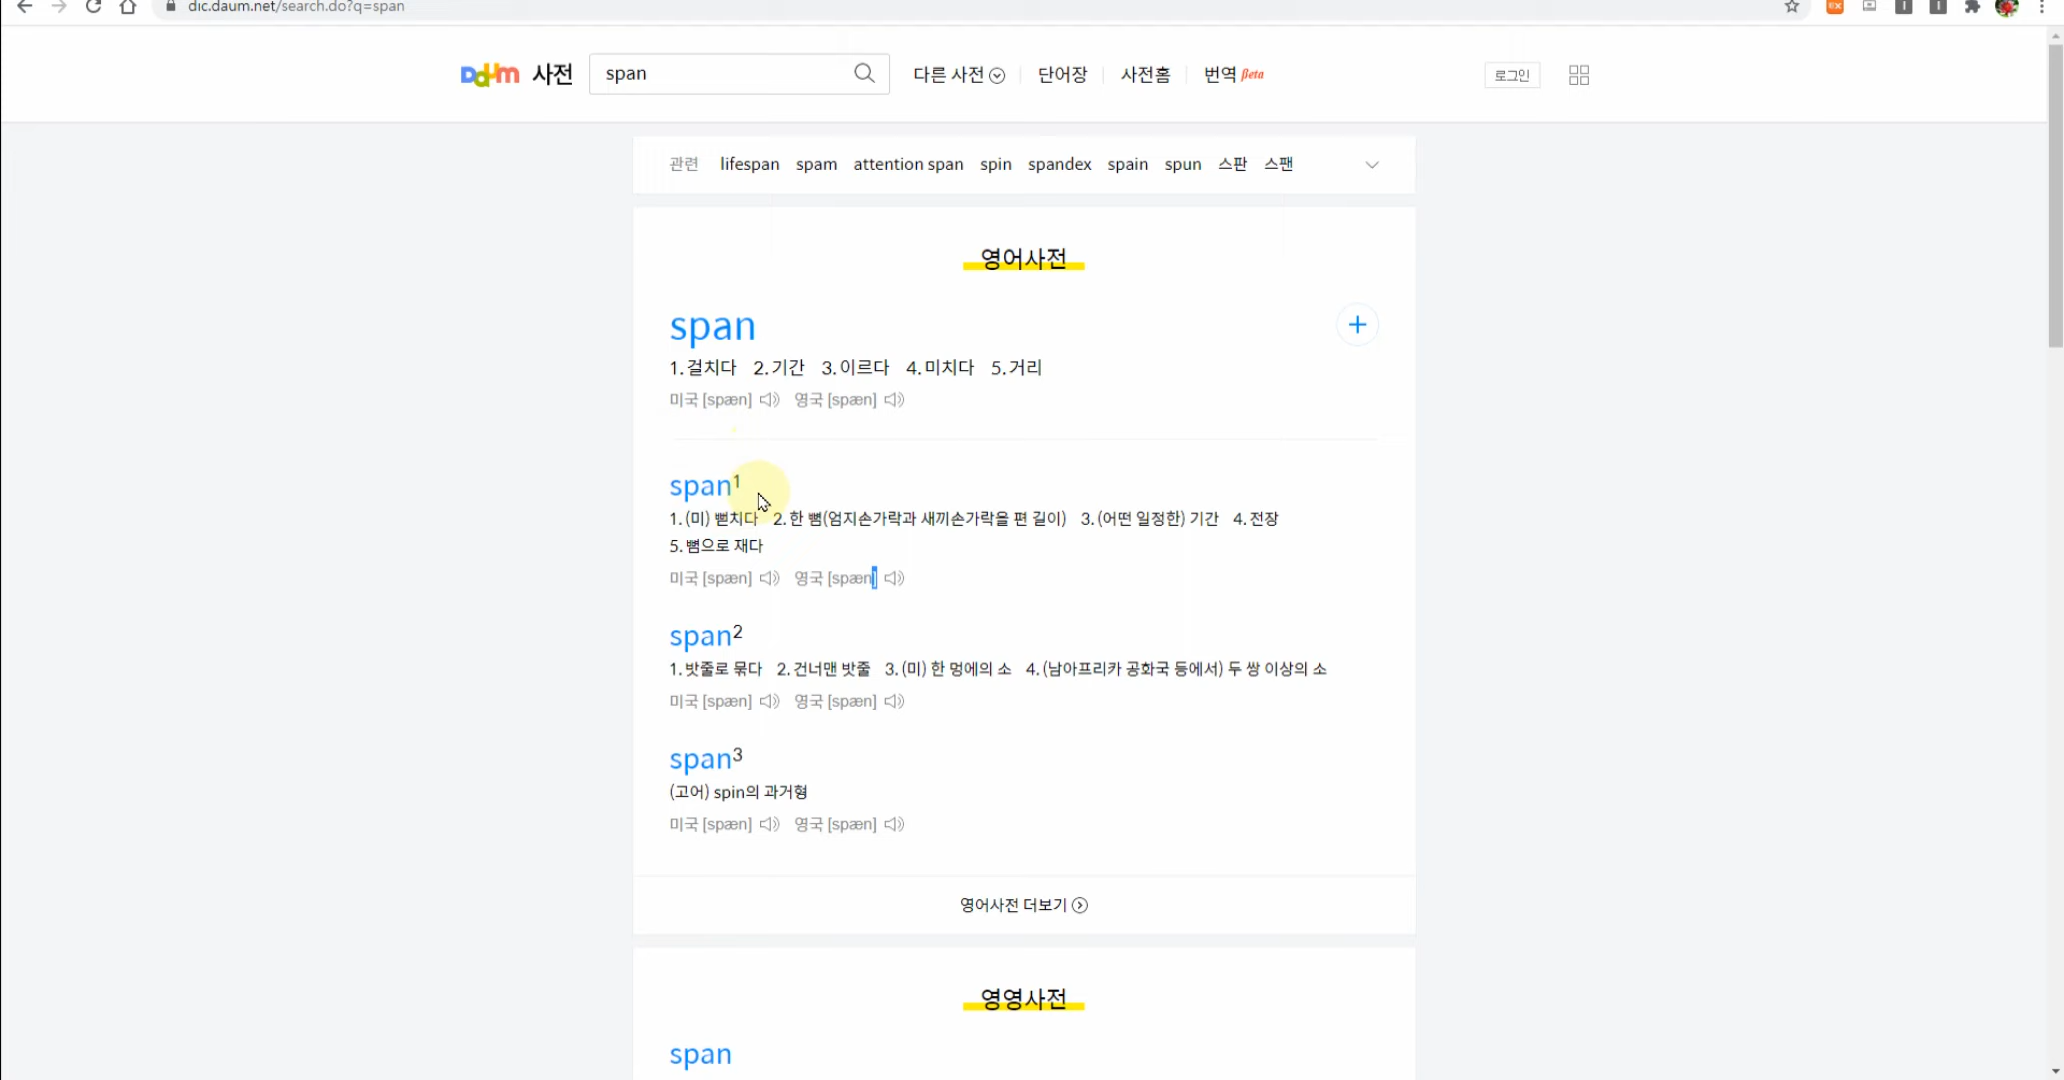 dic.daum.net/search.do?q=span
Daum 사전 span 다른 사전 단어장 사전홈 번역 βeta 로그인
관련 lifespan spam attention span spin spandex spain spun 스판 스팬
영어사전
span
1.걸치다 2.기간 3.이르다 4.미치다 5.거리
미국 [spæn] 영국 [spæn]
span1
1.(미) 뻗치다 2.한 뼘(엄지손가락과 새끼손가락을 편 길이) 3.(어떤 일정한) 기간 4.전장
5.뼘으로 재다
미국 [spæn] 영국 [spæn]
span2
1.밧줄로 묶다 2.건너맨 밧줄 3.(미) 한 멍에의 소 4.(남아프리카 공화국 등에서) 두 쌍 이상의 소
미국 [spæn] 영국 [spæn]
span3
(고어) spin의 과거형
미국 [spæn] 영국 [spæn]
영어사전 더보기
영영사전
span